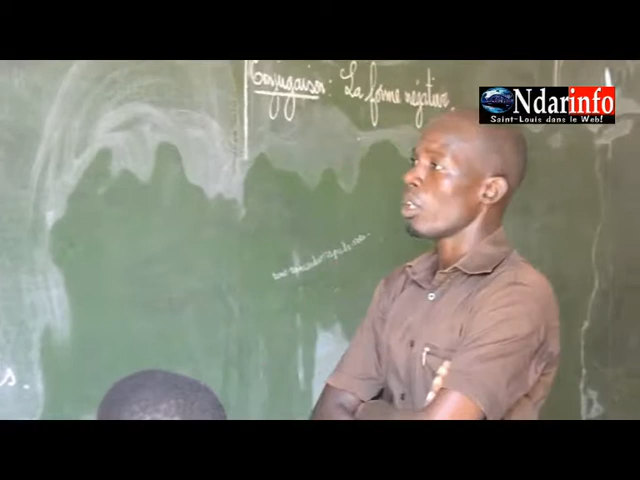 Conjugaison: La forme négative.
Ndarinfo
Saint-Louis dans le Web!